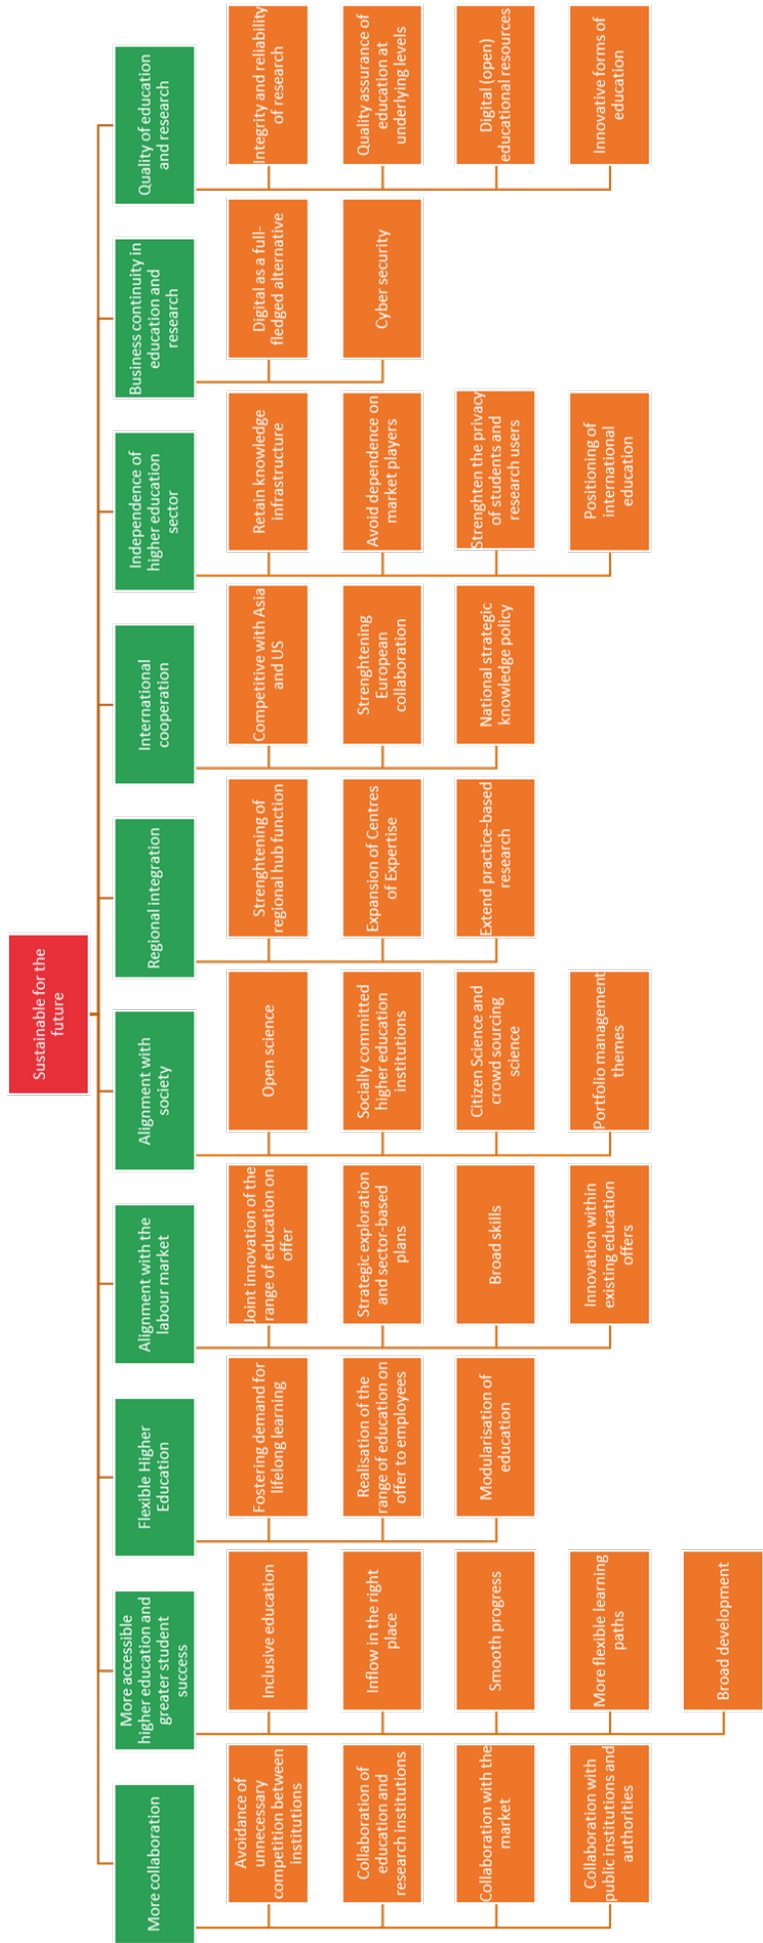 Sustainable for the
future
More collaboration
Avoidance of
unnecessary
competition between
institutions
Collaboration of
education and
research institutions
Collaboration with the
market
Collaboration with
public institutions and
authorities
More accessible
higher education and
greater student
success
Inclusive education
Inflow in the right
place
Smooth progress
More flexible learning
paths
Broad development
Flexible Higher
Education
Fostering demand for
lifelong learning
Realisation of the
range of education on
offer to employees
Modularisation of
education
Alignment with the
labour market
Joint innovation of the
range of education on
offer
Strategic exploration
and sector-based
plans
Broad skills
Innovation within
existing education
offers
Alignment with
society
Open science
Socially committed
higher education
institutions
Citizen Science and
crowd sourcing
science
Portfolio management
themes
Regional integration
Strenghtening of
regional hub function
Expansion of Centres
of Expertise
Extend practice-based
research
International
cooperation
Competitive with Asia
and US
Strenghtening
European
collaboration
National strategic
knowledge policy
Independence of
higher education
sector
Retain knowledge
infrastructure
Avoid dependence on
market players
Strenghten the privacy
of students and
research users
Positioning of
international
education
Business continuity in
education and
research
Digital as a full-
fledged alternative
Cyber security
Quality of education
and research
Integrity and reliability
of research
Quality assurance of
education at
underlying levels
Digital (open)
educational resources
Innovative forms of
education